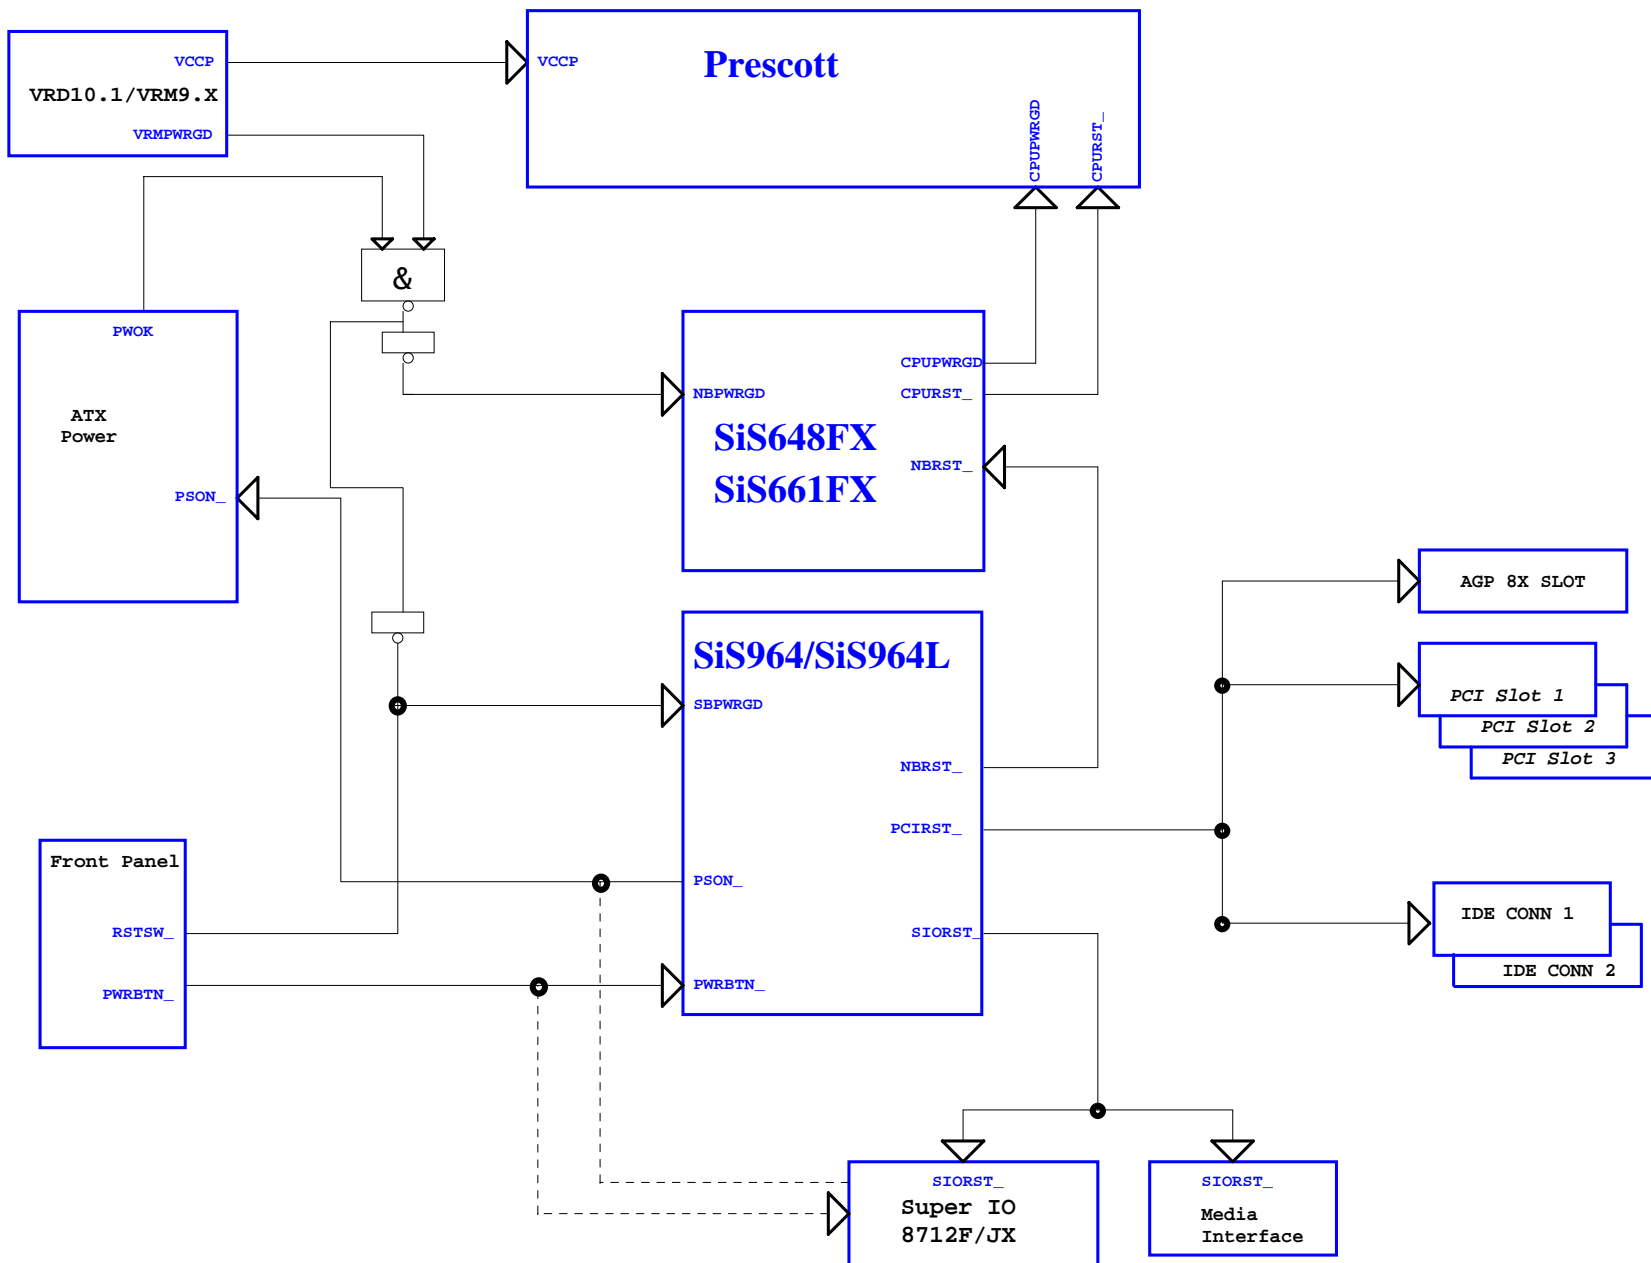 VCCP
VRD10.1/VRM9.X
VRMPWRGD
VCCP
Prescott
CPUPWRGD
CPURST_
&
PWOK
ATX
Power
PSON_
CPUPWRGD
NBPWRGD
CPURST_
SiS648FX
NBRST_
SiS661FX
AGP 8X SLOT
SiS964/SiS964L
SBPWRGD
PCI Slot 1
PCI Slot 2
PCI Slot 3
NBRST_
PCIRST_
Front Panel
PSON_
RSTSW_
SIORST_
IDE CONN 1
PWRBTN_
PWRBTN_
IDE CONN 2
SIORST_
Super IO
8712F/JX
SIORST_
Media
Interface